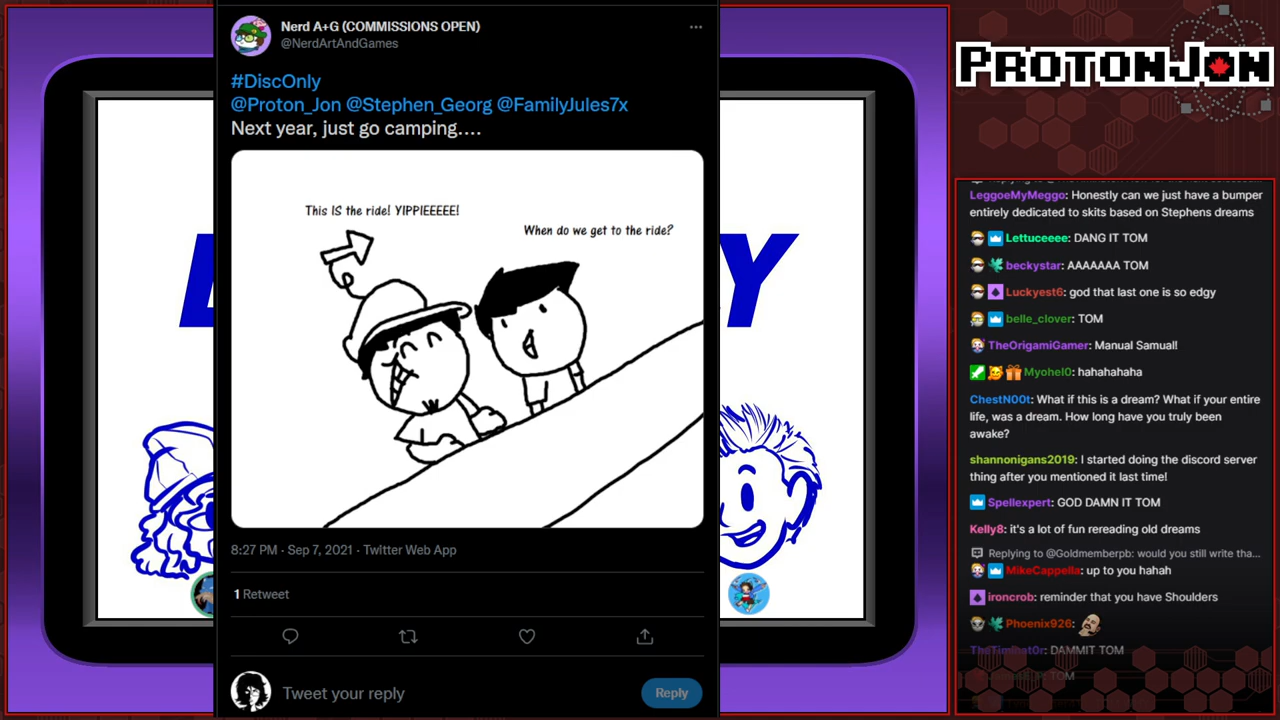 Nerd A+G (COMMISSIONS OPEN)
@NerdArtAndGames
#DiscOnly
@Proton_Jon @Stephen_Georg @FamilyJules7x
Next year, just go camping....
This IS the ride! YIPPIEEEEE!
When do we get to the ride?
8:27 PM · Sep 7, 2021 · Twitter Web App
1 Retweet
Tweet your reply
Reply
Y
PROTONJON
LeggoeMyMeggo: Honestly can we just have a bumper
entirely dedicated to skits based on Stephens dreams
Lettuceeee: DANG IT TOM
beckystar: AAAAAAA TOM
Luckyest6: god that last one is so edgy
belle_clover: TOM
TheOrigamiGamer: Manual Samual!
Myohel0: hahahahaha
ChestN00t: What if this is a dream? What if your entire
life, was a dream. How long have you truly been
awake?
shannonigans2019: I started doing the discord server
thing after you mentioned it last time!
Spellexpert: GOD DAMN IT TOM
Kelly8: it's a lot of fun rereading old dreams
Replying to @Goldmemberpb: would you still write tha...
MikeCappella: up to you hahah
ironcrob: reminder that you have Shoulders
Phoenix926:
TheTiminat0r: DAMMIT TOM
TOM